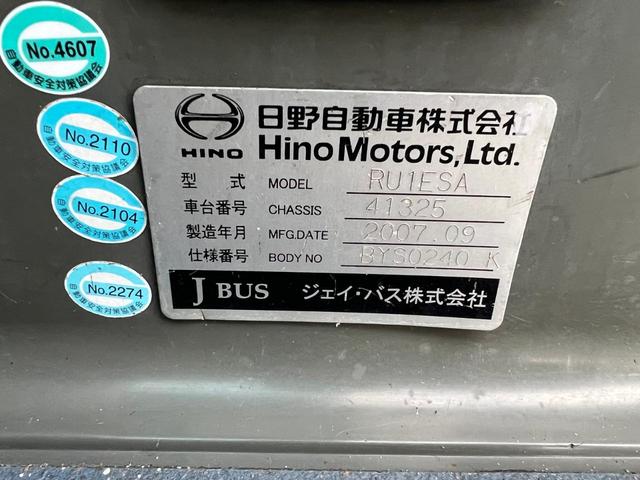 No.4607
自動車安全対策協議会
No.2110
自動車安全対策協議会
No.2104
自動車安全対策協議会
No.2274
自動車安全対策協議会
HINO
日野自動車株式会社
Hino Motors, Ltd.
型 式 MODEL RU1ESA
車台番号 CHASSIS 41325
製造年月 MFG.DATE 2007.09
仕様番号 BODY NO BYS0240 K
J BUS ジェイ・バス株式会社